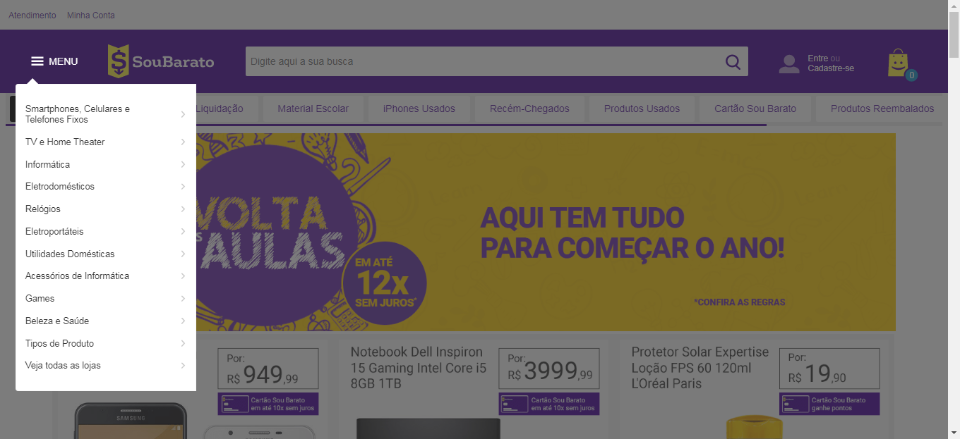 Atendimento Minha Conta
MENU
SouBarato
Digite aqui a sua busca
Entre ou
Cadastre-se
0
Smartphones, Celulares e
Telefones Fixos
TV e Home Theater
Informática
Eletrodomésticos
Relógios
Eletroportáteis
Utilidades Domésticas
Acessórios de Informática
Games
Beleza e Saúde
Tipos de Produto
Veja todas as lojas
Liquidação
Material Escolar
iPhones Usados
Recém-Chegados
Produtos Usados
Cartão Sou Barato
Produtos Reembalados
VOLTA
AULAS
EM ATÉ
12x
SEM JUROS*
AQUI TEM TUDO
PARA COMEÇAR O ANO!
*CONFIRA AS REGRAS
Por:
R$ 949,99
Cartão Sou Barato
em até 10x sem juros
SAMSUNG
Notebook Dell Inspiron
15 Gaming Intel Core i5
8GB 1TB
Por:
R$ 3999,99
Cartão Sou Barato
em até 10x sem juros
Protetor Solar Expertise
Loção FPS 60 120ml
L'Oréal Paris
Por:
R$ 19,90
Cartão Sou Barato
ganhe pontos